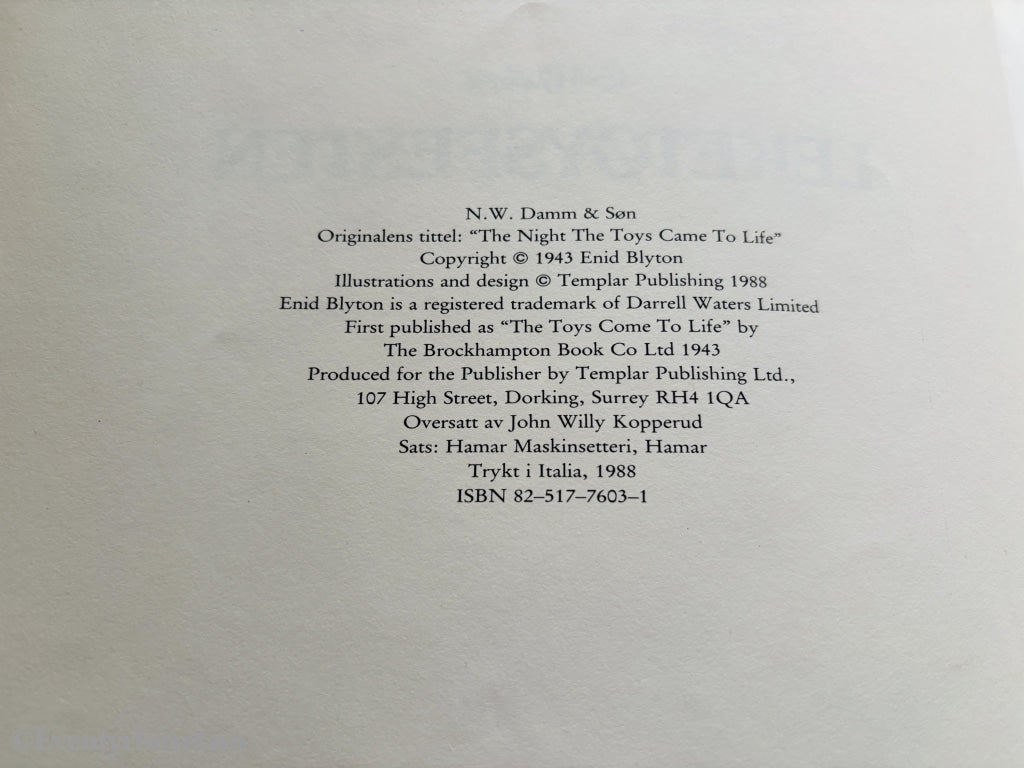 N.W. Damm & Søn
Originalens tittel: “The Night The Toys Came To Life”
Copyright © 1943 Enid Blyton
Illustrations and design © Templar Publishing 1988
Enid Blyton is a registered trademark of Darrell Waters Limited
First published as “The Toys Come To Life” by
The Brockhampton Book Co Ltd 1943
Produced for the Publisher by Templar Publishing Ltd.,
107 High Street, Dorking, Surrey RH4 1QA
Oversatt av John Willy Kopperud
Sats: Hamar Maskinsetteri, Hamar
Trykt i Italia, 1988
ISBN 82–517–7603–1